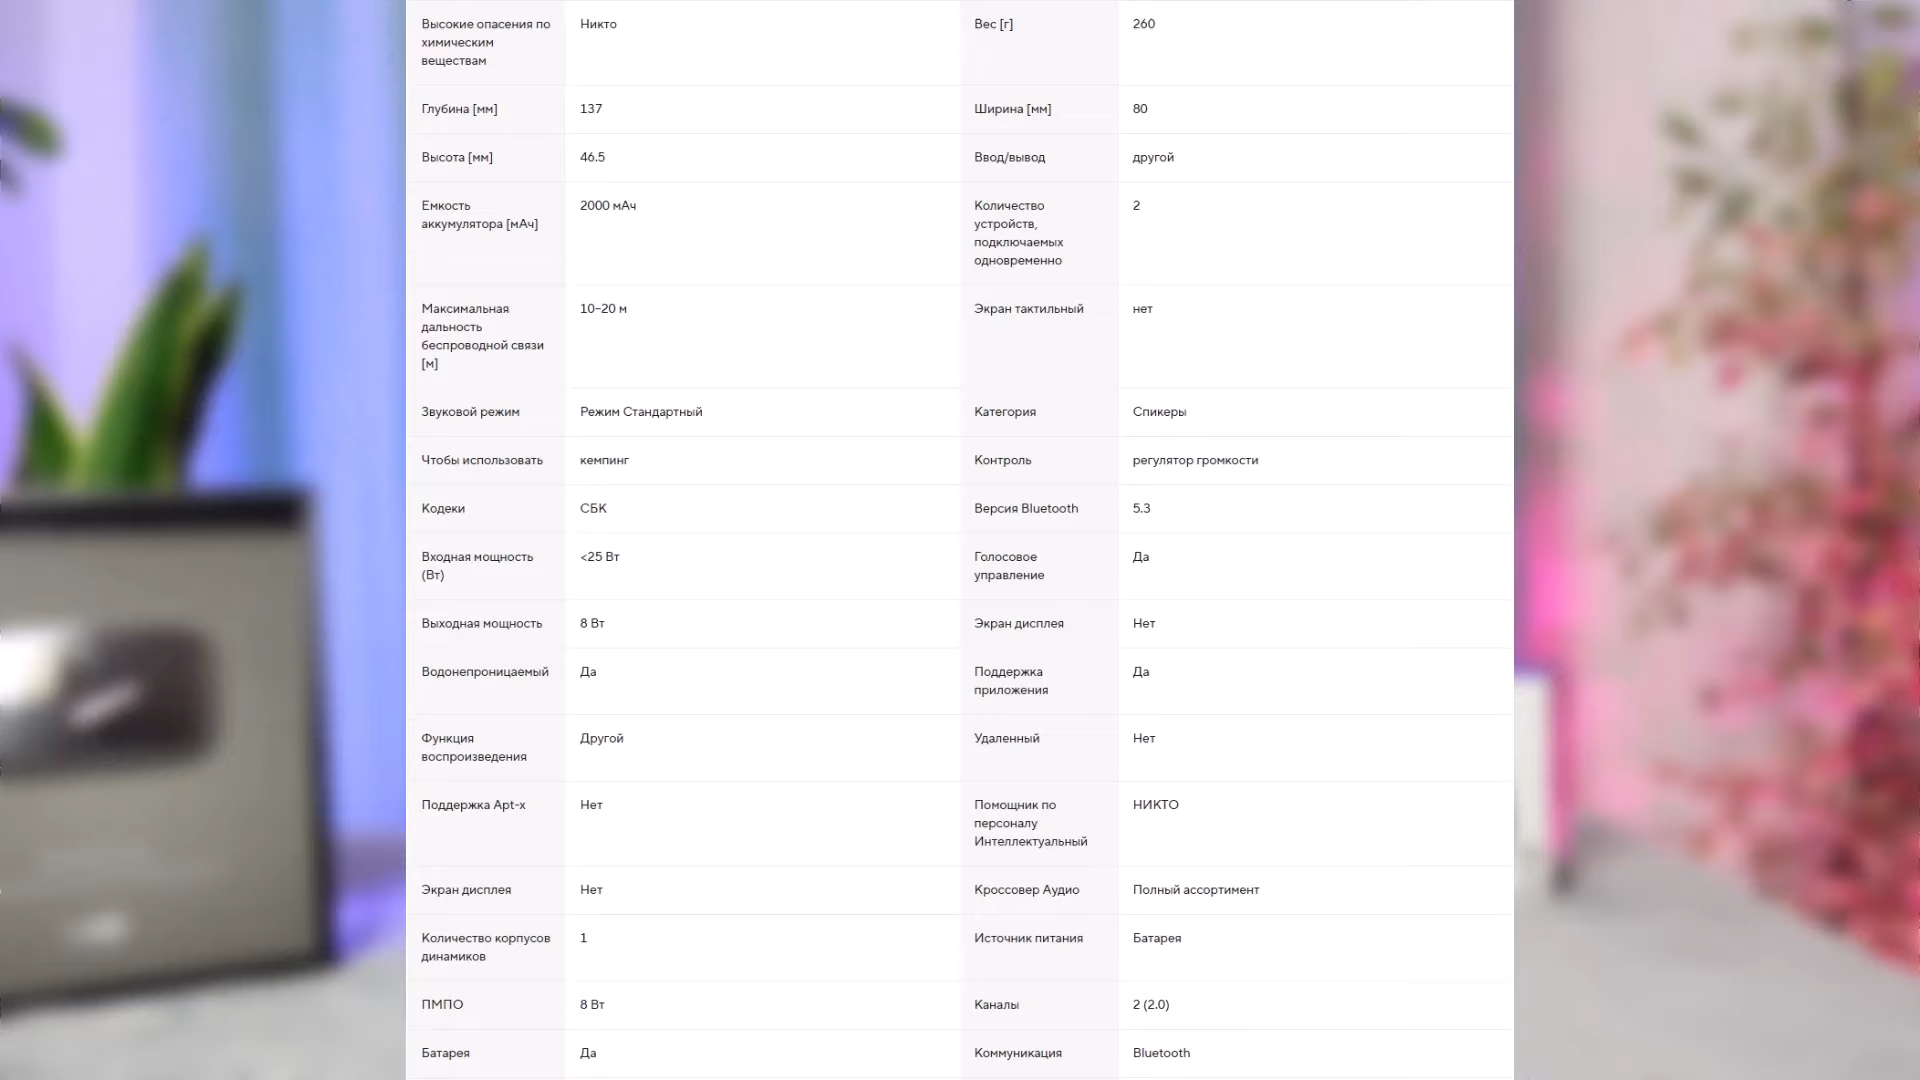 Высокие опасения по
химическим
веществам
Никто
Вес [г]
260
Глубина [мм]
137
Ширина [мм]
80
Высота [мм]
46.5
Ввод/вывод
другой
Емкость
аккумулятора [мАч]
2000 мАч
Количество
устройств,
подключаемых
одновременно
2
Максимальная
дальность
беспроводной связи
[м]
10–20 м
Экран тактильный
нет
Звуковой режим
Режим Стандартный
Категория
Спикеры
Чтобы использовать
кемпинг
Контроль
регулятор громкости
Кодеки
СБК
Версия Bluetooth
5.3
Входная мощность
(Вт)
<25 Вт
Голосовое
управление
Да
Выходная мощность
8 Вт
Экран дисплея
Нет
Водонепроницаемый
Да
Поддержка
приложения
Да
Функция
воспроизведения
Другой
Удаленный
Нет
Поддержка Apt-x
Нет
Помощник по
персоналу
Интеллектуальный
НИКТО
Экран дисплея
Нет
Кроссовер Аудио
Полный ассортимент
Количество корпусов
динамиков
1
Источник питания
Батарея
ПМПО
8 Вт
Каналы
2 (2.0)
Батарея
Да
Коммуникация
Bluetooth